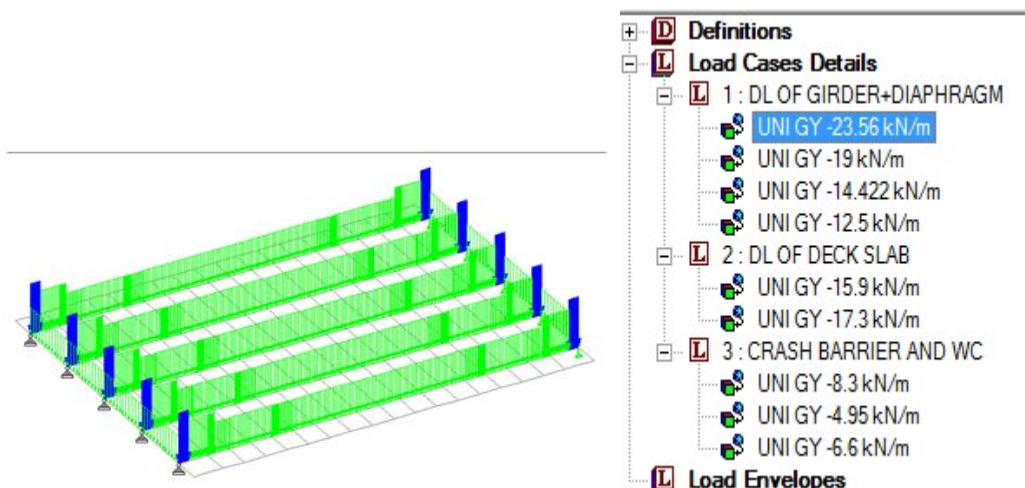 D Definitions
L Load Cases Details
L 1 : DL OF GIRDER+DIAPHRAGM
UNI GY -23.56 kN/m
UNI GY -19 kN/m
UNI GY -14.422 kN/m
UNI GY -12.5 kN/m
L 2 : DL OF DECK SLAB
UNI GY -15.9 kN/m
UNI GY -17.3 kN/m
L 3 : CRASH BARRIER AND WC
UNI GY -8.3 kN/m
UNI GY -4.95 kN/m
UNI GY -6.6 kN/m
L Load Envelopes